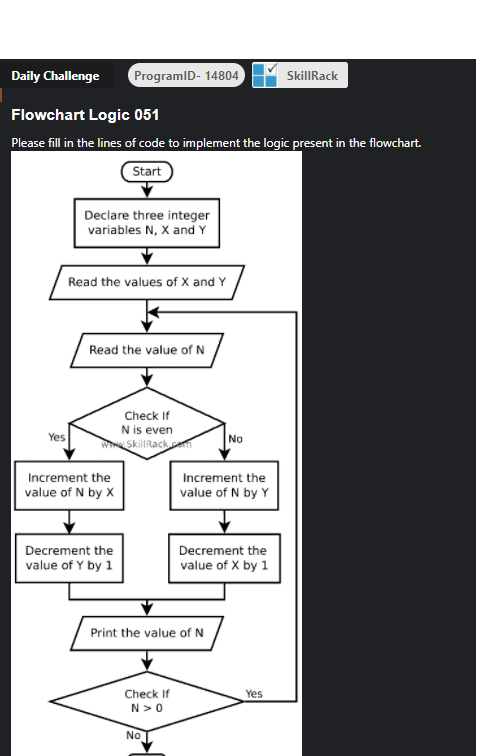 Daily Challenge
ProgramID- 14804
SkillRack
Flowchart Logic 051
Please fill in the lines of code to implement the logic present in the flowchart.
Start
Declare three integer
variables N, X and Y
Read the values of X and Y
Read the value of N
Check If
N is even
www.SkillRack.com
Yes
No
Increment the
value of N by X
Increment the
value of N by Y
Decrement the
value of Y by 1
Decrement the
value of X by 1
Print the value of N
Check If
N > 0
Yes
No